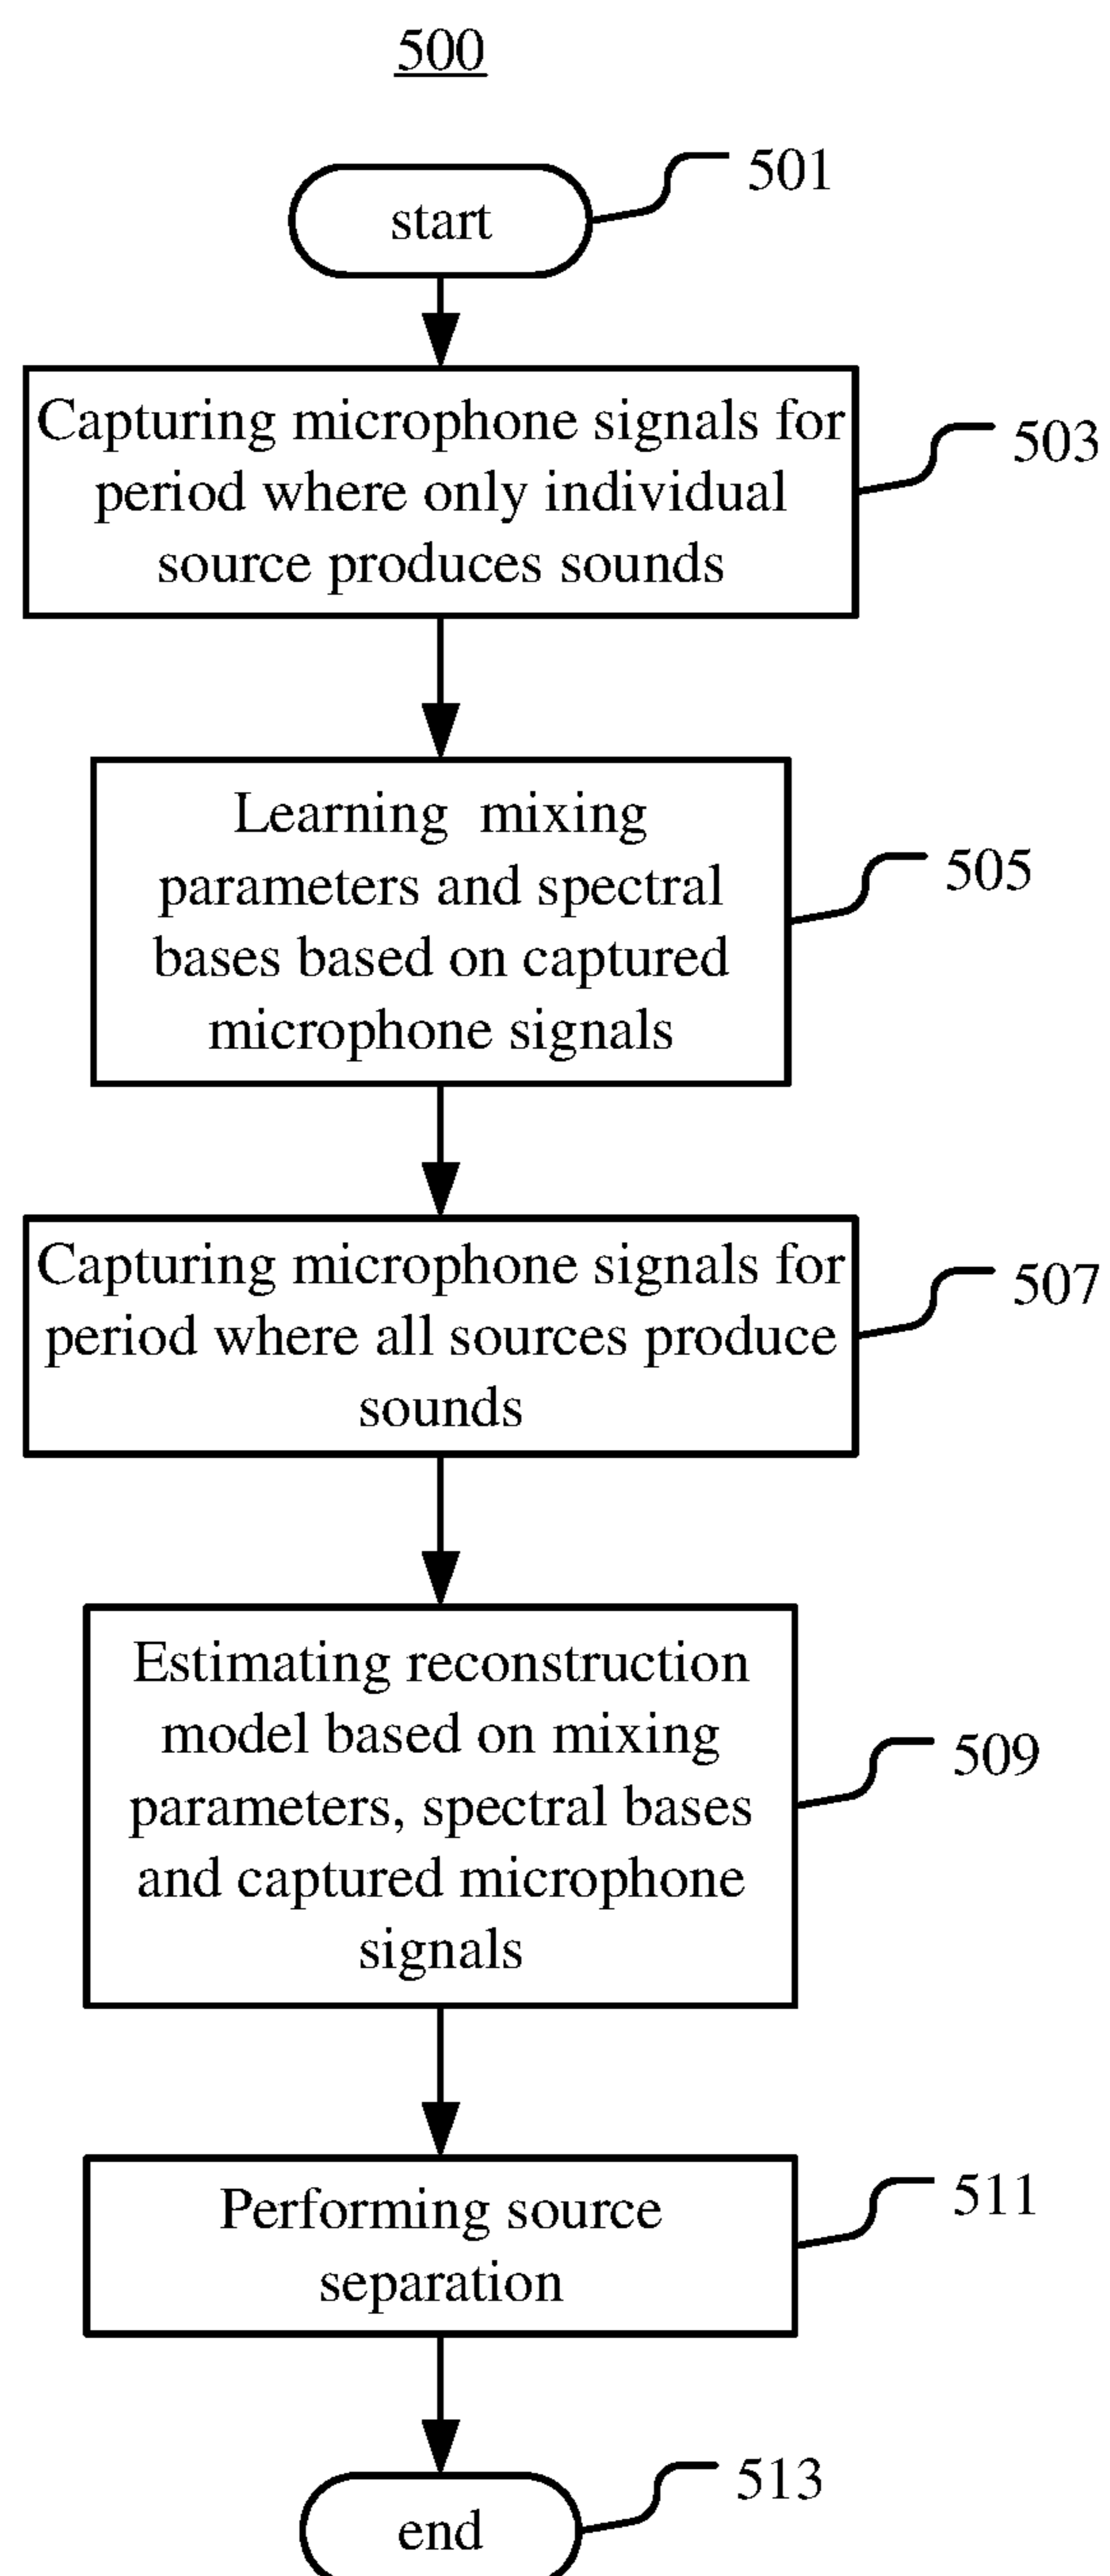 500
start
501
Capturing microphone signals for
period where only individual
source produces sounds
503
Learning mixing
parameters and spectral
bases based on captured
microphone signals
505
Capturing microphone signals for
period where all sources produce
sounds
507
Estimating reconstruction
model based on mixing
parameters, spectral bases
and captured microphone
signals
509
Performing source
separation
511
end
513